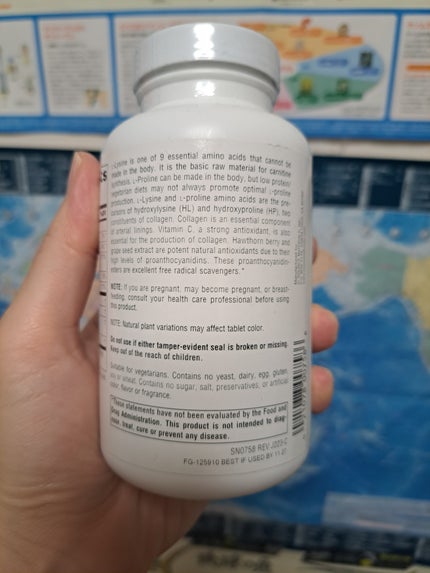 L-Lysine is one of 9 essential amino acids that cannot be
made in the body. It is the basic raw material for carnitine
synthesis. L-Proline can be made in the body, but low protein/
vegetarian diets may not always promote optimal L-proline
production. L-Lysine and L-proline amino acids are the pre-
cursors of hydroxylysine (HL) and hydroxyproline (HP), two
constituents of collagen. Collagen is an essential component
of arterial linings. Vitamin C, a strong antioxidant, is also
essential for the production of collagen. Hawthorn berry and
grape seed extract are potent natural antioxidants due to their
high levels of proanthocyanidins. These proanthocyanin-
idins are excellent free radical scavengers.*
NOTE: If you are pregnant, may become pregnant, or breast-
feeding, consult your health care professional before using
this product.
NOTE: Natural plant variations may affect tablet color.
Do not use if either tamper-evident seal is broken or missing.
Keep out of the reach of children.
Suitable for vegetarians. Contains no yeast, dairy, egg, gluten,
soy or wheat. Contains no sugar, salt, preservatives, or artificial
color, flavor or fragrance.
*These statements have not been evaluated by the Food and
Drug Administration. This product is not intended to diag-
nose, treat, cure or prevent any disease.
SN0758 REV J203-C
FG-125910 BEST IF USED BY 11-27